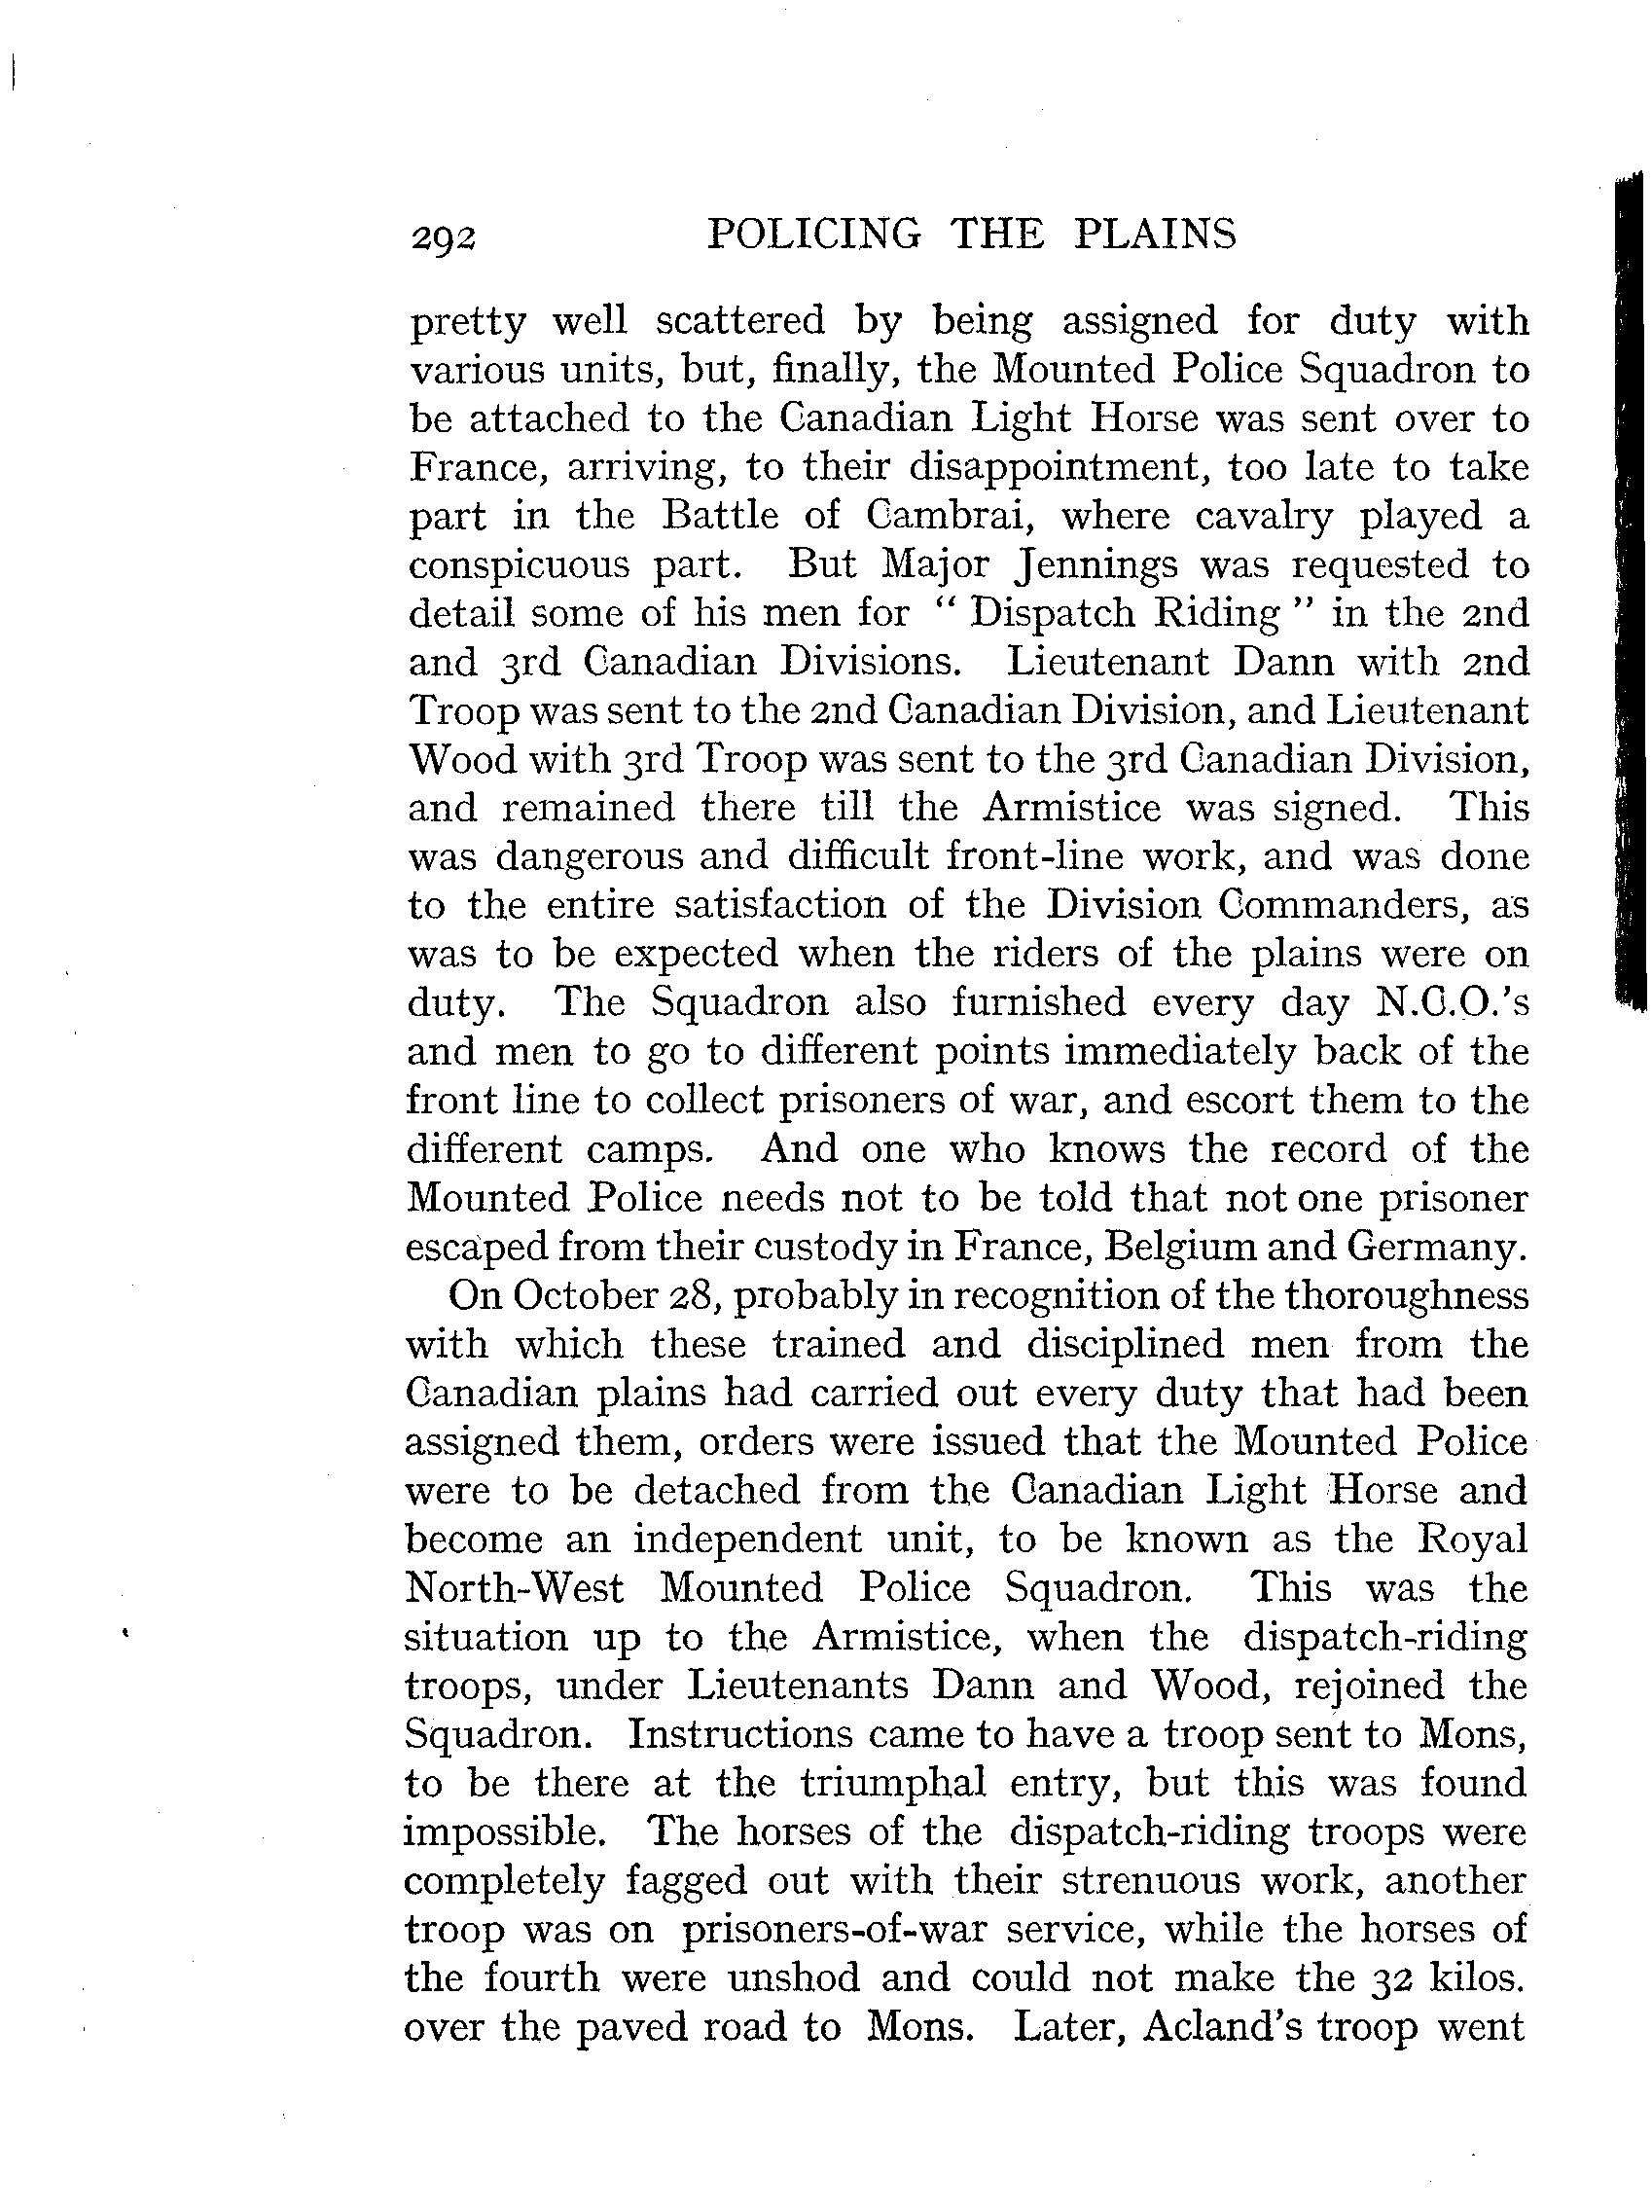 292 POLICING THE PLAINS
pretty well scattered by being assigned for duty with
various units, but, finally, the Mounted Police Squadron to
be attached to the Canadian Light Horse was sent over to
France, arriving, to their disappointment, too late to take
part in the Battle of Cambrai, where cavalry played a
conspicuous part. But Major Jennings was requested to
detail some of his men for " Dispatch Riding " in the 2nd
and 3rd Canadian Divisions. Lieutenant Dann with 2nd
Troop was sent to the 2nd Canadian Division, and Lieutenant
Wood with 3rd Troop was sent to the 3rd Canadian Division,
and remained there till the Armistice was signed. This
was dangerous and difficult front-line work, and was done
to the entire satisfaction of the Division Commanders, as
was to be expected when the riders of the plains were on
duty. The Squadron also furnished every day N.C.O.'s
and men to go to different points immediately back of the
front line to collect prisoners of war, and escort them to the
different camps. And one who knows the record of the
Mounted Police needs not to be told that not one prisoner
escaped from their custody in France, Belgium and Germany.
On October 28, probably in recognition of the thoroughness
with which these trained and disciplined men from the
Canadian plains had carried out every duty that had been
assigned them, orders were issued that the Mounted Police
were to be detached from the Canadian Light Horse and
become an independent unit, to be known as the Royal
North-West Mounted Police Squadron. This was the
situation up to the Armistice, when the dispatch-riding
troops, under Lieutenants Dann and Wood, rejoined the
Squadron. Instructions came to have a troop sent to Mons,
to be there at the triumphal entry, but this was found
impossible. The horses of the dispatch-riding troops were
completely fagged out with their strenuous work, another
troop was on prisoners-of-war service, while the horses of
the fourth were unshod and could not make the 32 kilos.
over the paved road to Mons. Later, Acland's troop went